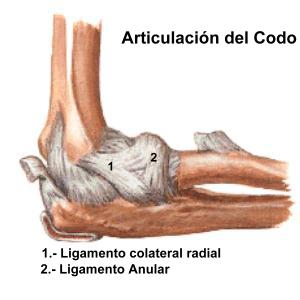 Articulación del Codo
1
2
1.- Ligamento colateral radial
2.- Ligamento Anular